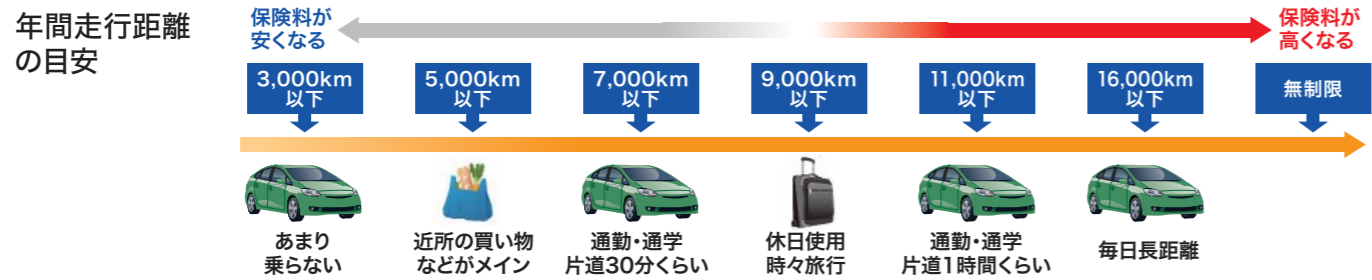 年間走行距離
の目安
保険料が
安くなる
保険料が
高くなる
3,000km
以下
5,000km
以下
7,000km
以下
9,000km
以下
11,000km
以下
16,000km
以下
無制限
あまり
乗らない
近所の買い物
などがメイン
通勤・通学
片道30分くらい
休日使用
時々旅行
通勤・通学
片道1時間くらい
毎日長距離